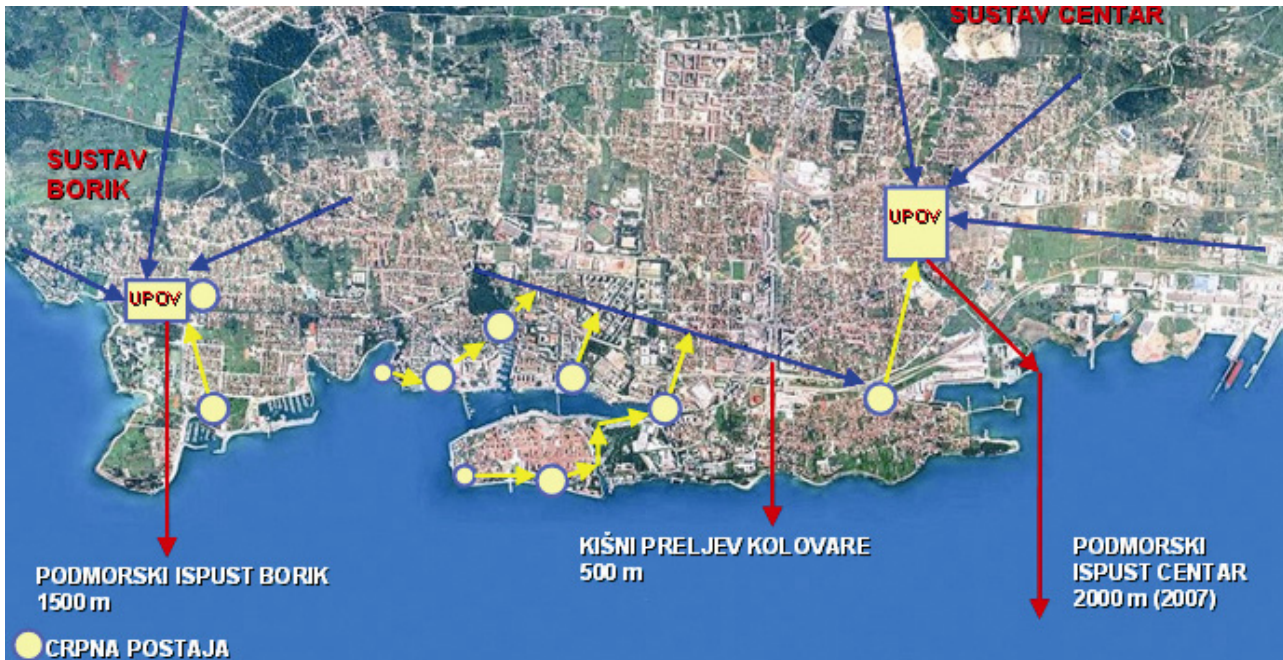 SUSTAV CENTAR
SUSTAV
BORIK
UPOV
UPOV
PODMORSKI ISPUST BORIK
1500 m
KIŠNI PRELJEV KOLOVARE
500 m
PODMORSKI
ISPUST CENTAR
2000 m (2007)
CRPNA POSTAJA